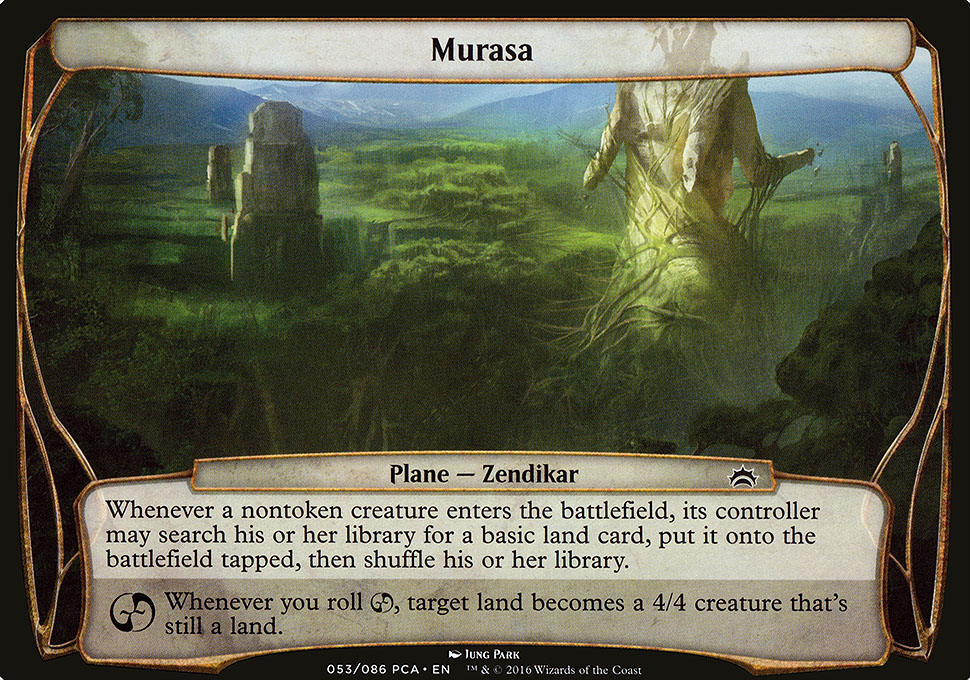 Murasa
Plane — Zendikar
Whenever a nontoken creature enters the battlefield, its controller
may search his or her library for a basic land card, put it onto the
battlefield tapped, then shuffle his or her library.
Whenever you roll , target land becomes a 4/4 creature that's
still a land.
Jung Park
053/086 PCA • EN ™ & © 2016 Wizards of the Coast